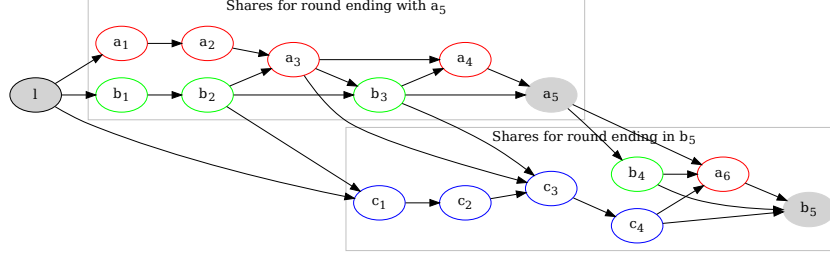 Shares for round ending with a₅
a₁
a₂
a₃
a₄
l
b₁
b₂
b₃
a₅
Shares for round ending in b₅
b₄
a₆
c₁
c₂
c₃
c₄
b₅